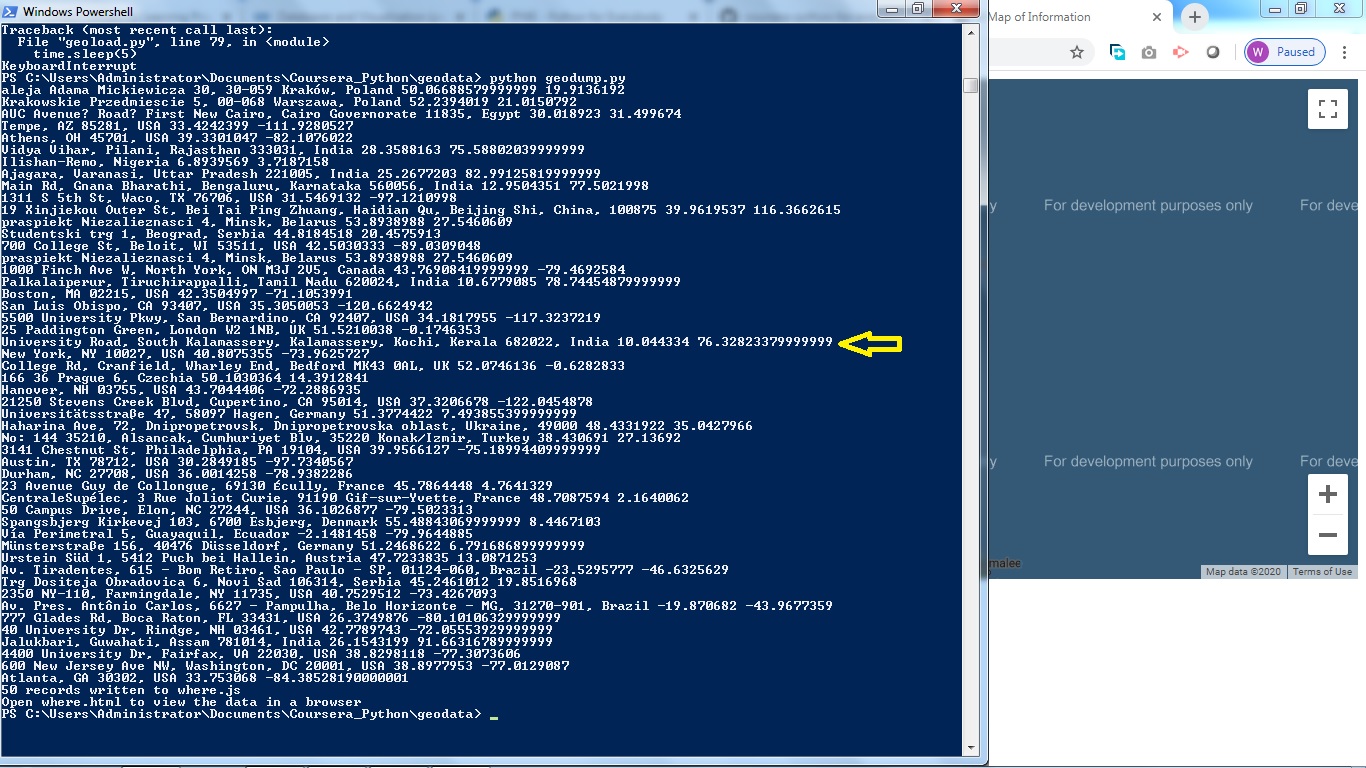 Windows Powershell
Traceback (most recent call last):
File "geoload.py", line 79, in <module>
time.sleep(5)
KeyboardInterrupt
PS C:\Users\Administrator\Documents\Coursera_Python\geodata> python geodump.py
aleja Adama Mickiewicza 30, 30-059 Kraków, Poland 50.06688579999999 19.9136192
Krakowskie Przedmiescie 5, 00-068 Warszawa, Poland 52.2394019 21.0150792
AUC Avenue? Road? First New Cairo, Cairo Governorate 11835, Egypt 30.018923 31.499674
Tempe, AZ 85281, USA 33.4242399 -111.9280527
Athens, OH 45701, USA 39.3301047 -82.1076022
Vidya Vihar, Pilani, Rajasthan 333031, India 28.3588163 75.58802039999999
Ilishan-Remo, Nigeria 6.8939569 3.7187158
Ajagara, Varanasi, Uttar Pradesh 221005, India 25.2677203 82.99125819999999
Main Rd, Gnana Bharathi, Bengaluru, Karnataka 560056, India 12.9504351 77.5021998
1311 S 5th St, Waco, TX 76706, USA 31.5469132 -97.1210998
19 Xinjiekou Outer St, Bei Tai Ping Zhuang, Haidian Qu, Beijing Shi, China, 100875 39.9619537 116.3662615
praspiekt Niezaliežnasci 4, Minsk, Belarus 53.8938988 27.5460609
Studentski trg 1, Beograd, Serbia 44.8184518 20.4575913
700 College St, Beloit, WI 53511, USA 42.5030333 -89.0309048
praspiekt Niezaliežnasci 4, Minsk, Belarus 53.8938988 27.5460609
1000 Finch Ave W, North York, ON M3J 2V5, Canada 43.76908419999999 -79.4692584
Palkalaiperur, Tiruchirappalli, Tamil Nadu 620024, India 10.6779085 78.74454879999999
Boston, MA 02215, USA 42.3504997 -71.1053991
San Luis Obispo, CA 93407, USA 35.3050053 -120.6624942
5500 University Pkwy, San Bernardino, CA 92407, USA 34.1817955 -117.3237219
25 Paddington Green, London W2 1NB, UK 51.5210038 -0.1746353
University Road, South Kalamassery, Kalamassery, Kochi, Kerala 682022, India 10.044334 76.32823379999999
New York, NY 10027, USA 40.8075355 -73.9625727
College Rd, Cranfield, Wharley End, Bedford MK43 0AL, UK 52.0746136 -0.6282833
166 36 Prague 6, Czechia 50.1030364 14.3912841
Hanover, NH 03755, USA 43.7044406 -72.2886935
21250 Stevens Creek Blvd, Cupertino, CA 95014, USA 37.3206678 -122.0454878
Universitätsstraße 47, 58097 Hagen, Germany 51.3774422 7.493855399999999
Haharina Ave, 72, Dnipropetrovsk, Dnipropetrovska oblast, Ukraine, 49000 48.4331922 35.0427966
No: 144 35210, Alsancak, Cumhuriyet Blv, 35220 Konak/Izmir, Turkey 38.430691 27.13692
3141 Chestnut St, Philadelphia, PA 19104, USA 39.9566127 -75.18994409999999
Austin, TX 78712, USA 30.2849185 -97.7340567
Durham, NC 27708, USA 36.0014258 -78.9382286
23 Avenue Guy de Collongue, 69130 Écully, France 45.7864448 4.7641329
CentraleSupélec, 3 Rue Joliot Curie, 91190 Gif-sur-Yvette, France 48.7087594 2.1640062
50 Campus Drive, Elon, NC 27244, USA 36.1026877 -79.5023313
Spangsbjerg Kirkevej 103, 6700 Esbjerg, Denmark 55.48843069999999 8.4467103
Vía Perimetral 5, Guayaquil, Ecuador -2.1481458 -79.9644885
Münsterstraße 156, 40476 Düsseldorf, Germany 51.2468622 6.791686899999999
Urstein Süd 1, 5412 Puch bei Hallein, Austria 47.7233835 13.0871253
Av. Tiradentes, 615 - Bom Retiro, Sao Paulo - SP, 01124-060, Brazil -23.5295777 -46.6325629
Trg Dositeja Obradovica 6, Novi Sad 106314, Serbia 45.2461012 19.8516968
2350 NY-110, Farmingdale, NY 11735, USA 40.7529512 -73.4267093
Av. Pres. Antônio Carlos, 6627 - Pampulha, Belo Horizonte - MG, 31270-901, Brazil -19.870682 -43.9677359
777 Glades Rd, Boca Raton, FL 33431, USA 26.3749876 -80.10106329999999
40 University Dr, Rindge, NH 03461, USA 42.7789743 -72.05553929999999
Jalukbari, Guwahati, Assam 781014, India 26.1543199 91.66316789999999
4400 University Dr, Fairfax, VA 22030, USA 38.8298118 -77.3073606
600 New Jersey Ave NW, Washington, DC 20001, USA 38.8977953 -77.0129087
Atlanta, GA 30302, USA 33.753068 -84.38528190000001
50 records written to where.js
Open where.html to view the data in a browser
PS C:\Users\Administrator\Documents\Coursera_Python\geodata> _
Map of Information
W Paused
y For development purposes only For deve
y For development purposes only For deve
malee
Map data ©2020 Terms of Use